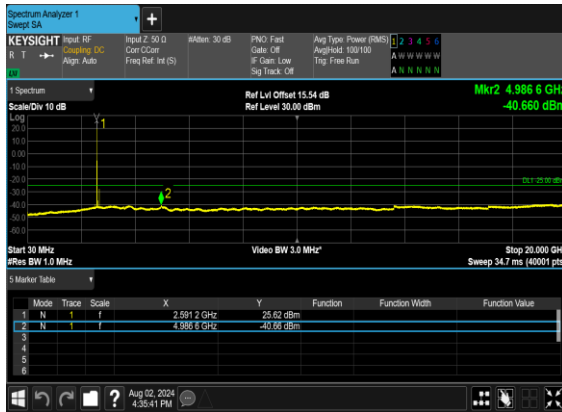 Spectrum Analyzer 1
Swept SA
+
KEYSIGHT Input: RF Input Z: 50 Ω #Atten: 30 dB PNO: Fast Avg Type: Power (RMS) 1 2 3 4 5 6
R T Coupling: DC Corr CCorr Gate: Off Avg|Hold: 100/100 A W W W W W
Align: Auto Freq Ref: Int (S) IF Gain: Low Trig: Free Run
LXI Sig Track: Off A N N N N N
1 Spectrum Ref Lvl Offset 15.54 dB Mkr2 4.986 6 GHz
Scale/Div 10 dB Ref Level 30.00 dBm -40.660 dBm
Log
20.0
10.0
0.00
-10.0
-20.0
-30.0
-40.0
-50.0
-60.0
1
2
DL1 -25.00 dBm
Start 30 MHz Video BW 3.0 MHz* Stop 20.000 GHz
#Res BW 1.0 MHz Sweep 34.7 ms (40001 pts)
5 Marker Table
Mode Trace Scale X Y Function Function Width Function Value
1 N 1 f 2.591 2 GHz 25.62 dBm
2 N 1 f 4.986 6 GHz -40.66 dBm
3
4
5
6
? Aug 02, 2024
4:35:41 PM